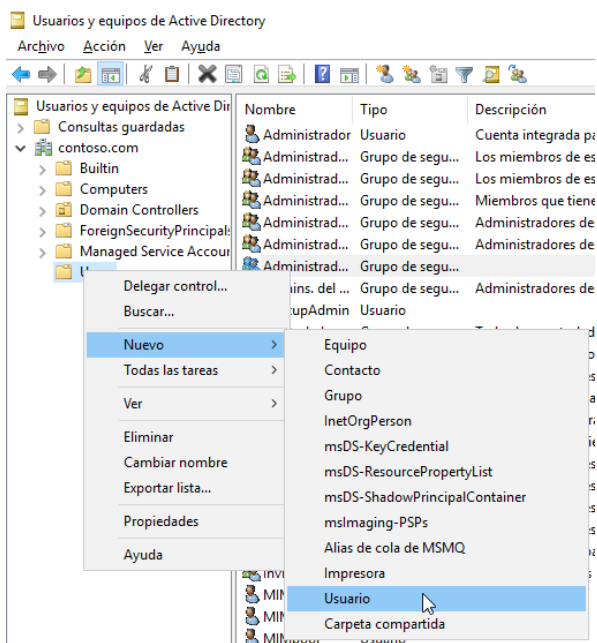 Usuarios y equipos de Active Directory
Archivo Acción Ver Ayuda
Usuarios y equipos de Active Dir
Consultas guardadas
contoso.com
Builtin
Computers
Domain Controllers
ForeignSecurityPrincipals
Managed Service Accour
Nombre Tipo Descripción
Administrador Usuario Cuenta integrada pa
Administrad... Grupo de segu... Los miembros de es
Administrad... Grupo de segu... Los miembros de es
Administrad... Grupo de segu... Miembros que tiene
Administrad... Grupo de segu... Administradores de
Administrad... Grupo de segu... Administradores de
Administrad... Grupo de segu...
ins. del ... Grupo de segu... Administradores de
upAdmin Usuario
Delegar control...
Buscar...
Nuevo
Todas las tareas
Ver
Eliminar
Cambiar nombre
Exportar lista...
Propiedades
Ayuda
Equipo
Contacto
Grupo
InetOrgPerson
msDS-KeyCredential
msDS-ResourcePropertyList
msDS-ShadowPrincipalContainer
msImaging-PSPs
Alias de cola de MSMQ
Impresora
Usuario
Carpeta compartida